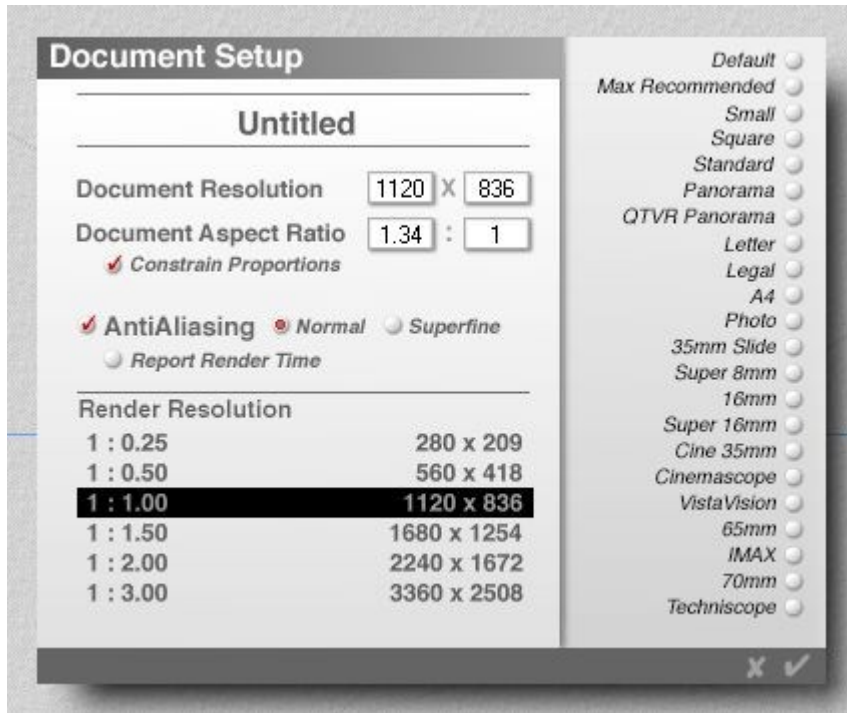 Document Setup
Untitled
Document Resolution 1120 X 836
Document Aspect Ratio 1.34 : 1
Constrain Proportions
AntiAliasing Normal Superfine
Report Render Time
Render Resolution
1 : 0.25 280 x 209
1 : 0.50 560 x 418
1 : 1.00 1120 x 836
1 : 1.50 1680 x 1254
1 : 2.00 2240 x 1672
1 : 3.00 3360 x 2508
Default
Max Recommended
Small
Square
Standard
Panorama
QTVR Panorama
Letter
Legal
A4
Photo
35mm Slide
Super 8mm
16mm
Super 16mm
Cine 35mm
Cinemascope
VistaVision
65mm
IMAX
70mm
Techniscope